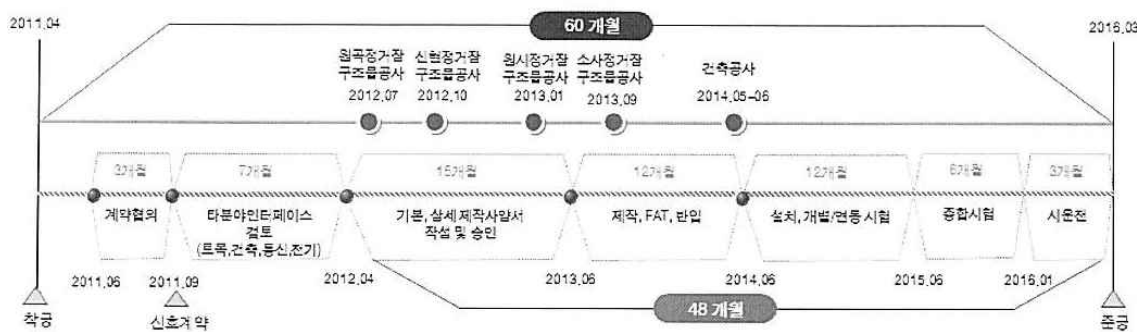 2011.04
60 개월
2016.03
원곡정거장
구조물공사
2012.07
신현정거장
구조물공사
2012.10
원시정거장
구조물공사
2013.01
소사정거장
구조물공사
2013.09
건축공사
2014.05-06
3개월
7개월
15개월
12개월
12개월
6개월
3개월
계약협의
타분야인터페이스
검토
(토목,건축,통신,전기)
기본, 상세 제작사양서
작성 및 승인
제작, FAT, 반입
설치, 개별/연동 시험
종합시험
시운전
2011.06
2011.09
2012.04
2013.06
2014.06
2015.06
2016.01
착공
신호계약
48 개월
준공